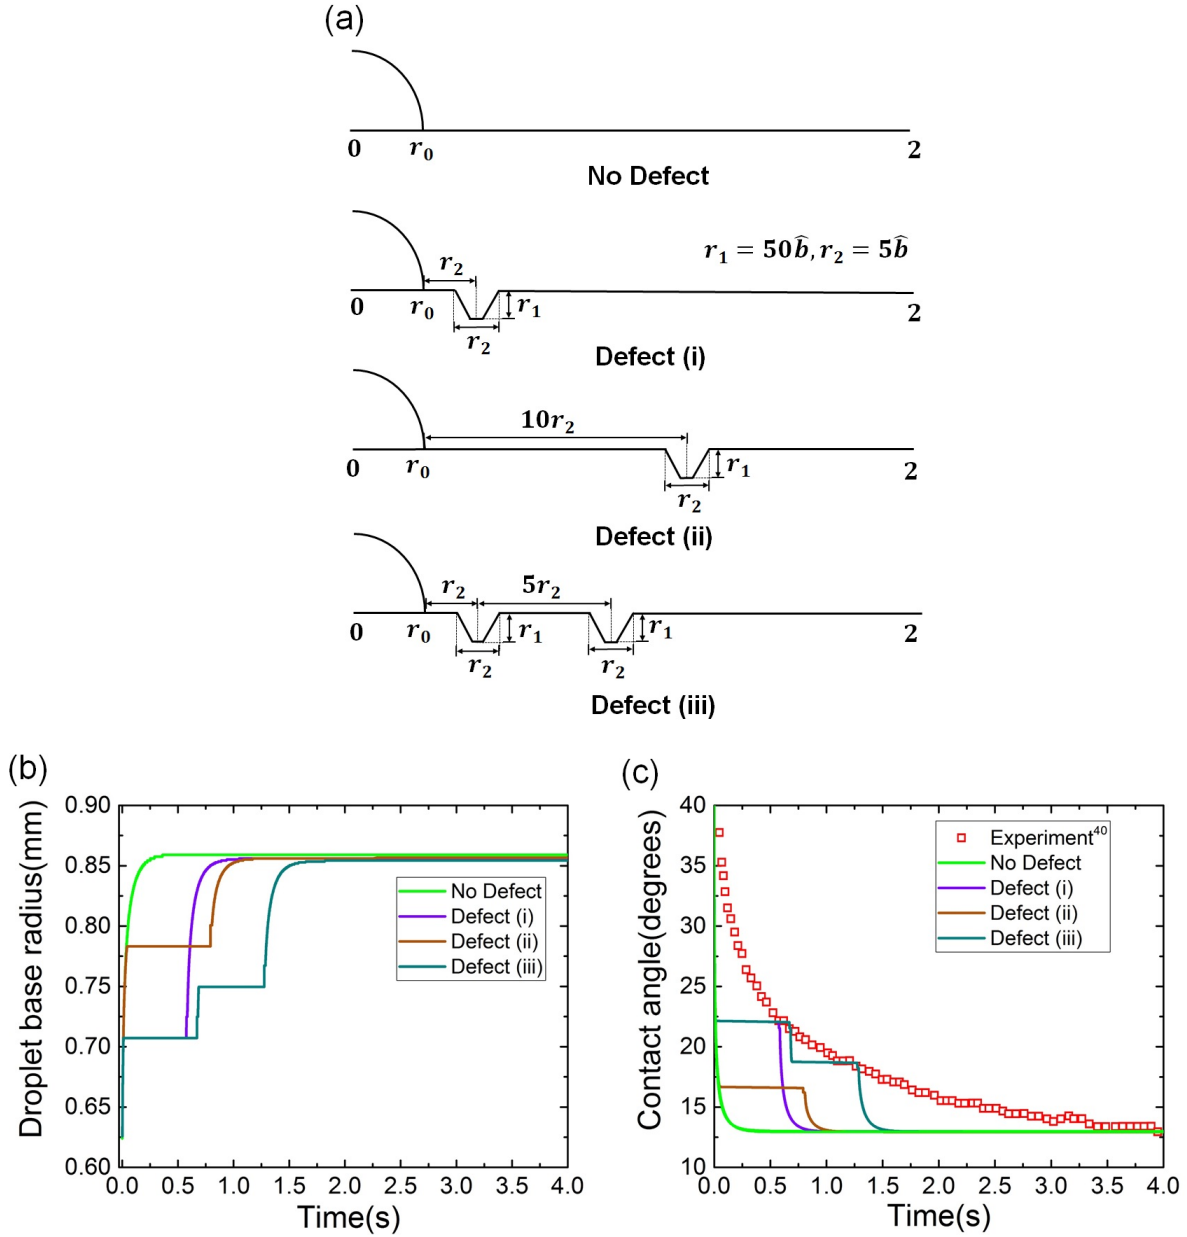 (a)
0 r₀ 2
No Defect
r₁ = 50b̂, r₂ = 5b̂
r₂
0 r₀ r₁ 2
r₂
Defect (i)
10r₂
0 r₀ r₁ 2
r₂
Defect (ii)
r₂ 5r₂
0 r₀ r₁ r₁ 2
r₂ r₂
Defect (iii)
(b)
Droplet base radius(mm)
0.90
0.85
0.80
0.75
0.70
0.65
0.60
No Defect
Defect (i)
Defect (ii)
Defect (iii)
0.0 0.5 1.0 1.5 2.0 2.5 3.0 3.5 4.0
Time(s)
(c)
Contact angle(degrees)
40
35
30
25
20
15
10
Experiment⁴⁰
No Defect
Defect (i)
Defect (ii)
Defect (iii)
0.0 0.5 1.0 1.5 2.0 2.5 3.0 3.5 4.0
Time(s)